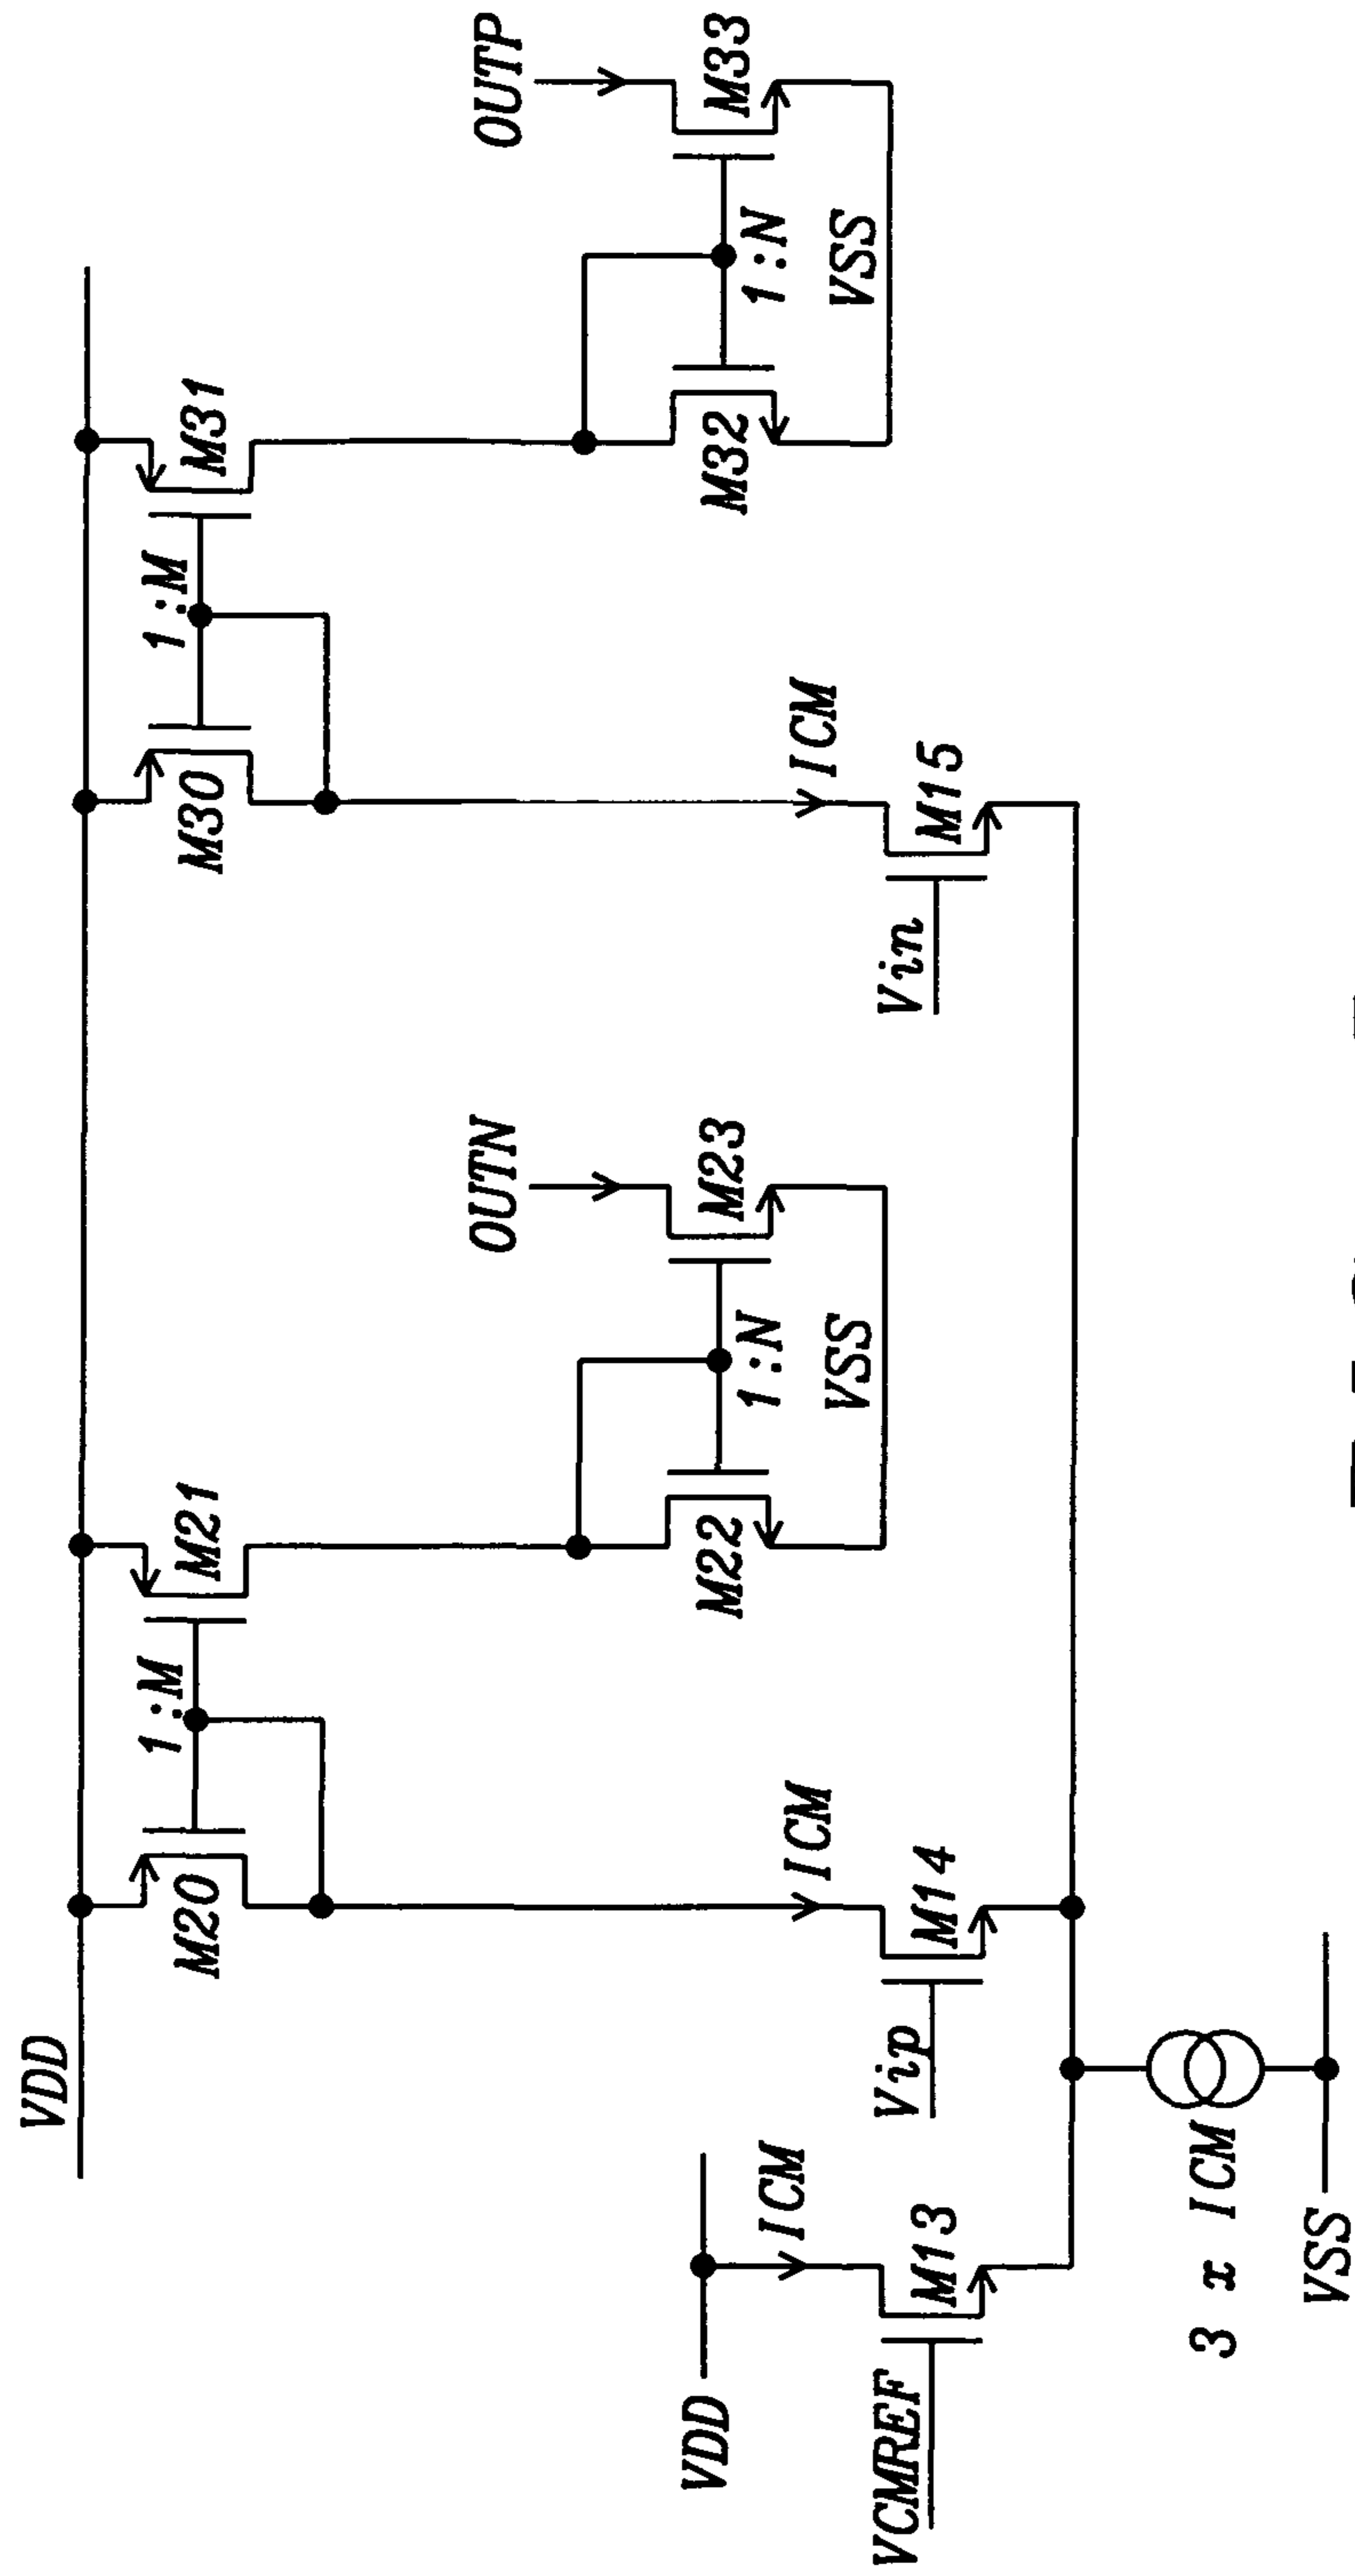 VDD
M20
1:M
M21
M30
1:M
M31
OUTN
OUTP
M22
1:N
M23
VSS
M32
1:N
M33
VSS
VDD
ICM
ICM
ICM
VCMREF
M13
Vip
M14
Vin
M15
3 x ICM
VSS